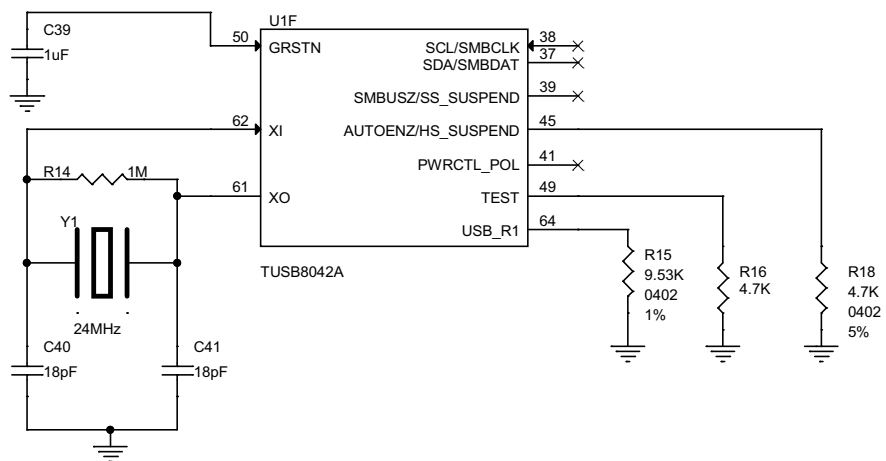 U1F
C39
1uF
50
GRSTN
SCL/SMBCLK
38
SDA/SMBDAT
37
SMBUSZ/SS_SUSPEND
39
62
XI
AUTOENZ/HS_SUSPEND
45
PWRCTL_POL
41
R14
1M
61
XO
TEST
49
USB_R1
64
Y1
24MHz
TUSB8042A
R15
9.53K
0402
1%
R16
4.7K
R18
4.7K
0402
5%
C40
18pF
C41
18pF